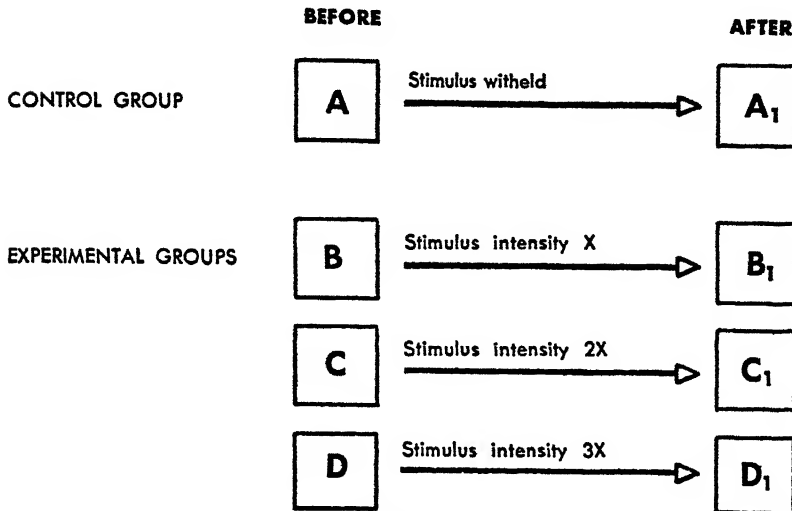 BEFORE
AFTER
CONTROL GROUP
A
Stimulus witheld
A₁
EXPERIMENTAL GROUPS
B
Stimulus intensity X
B₁
C
Stimulus intensity 2X
C₁
D
Stimulus intensity 3X
D₁